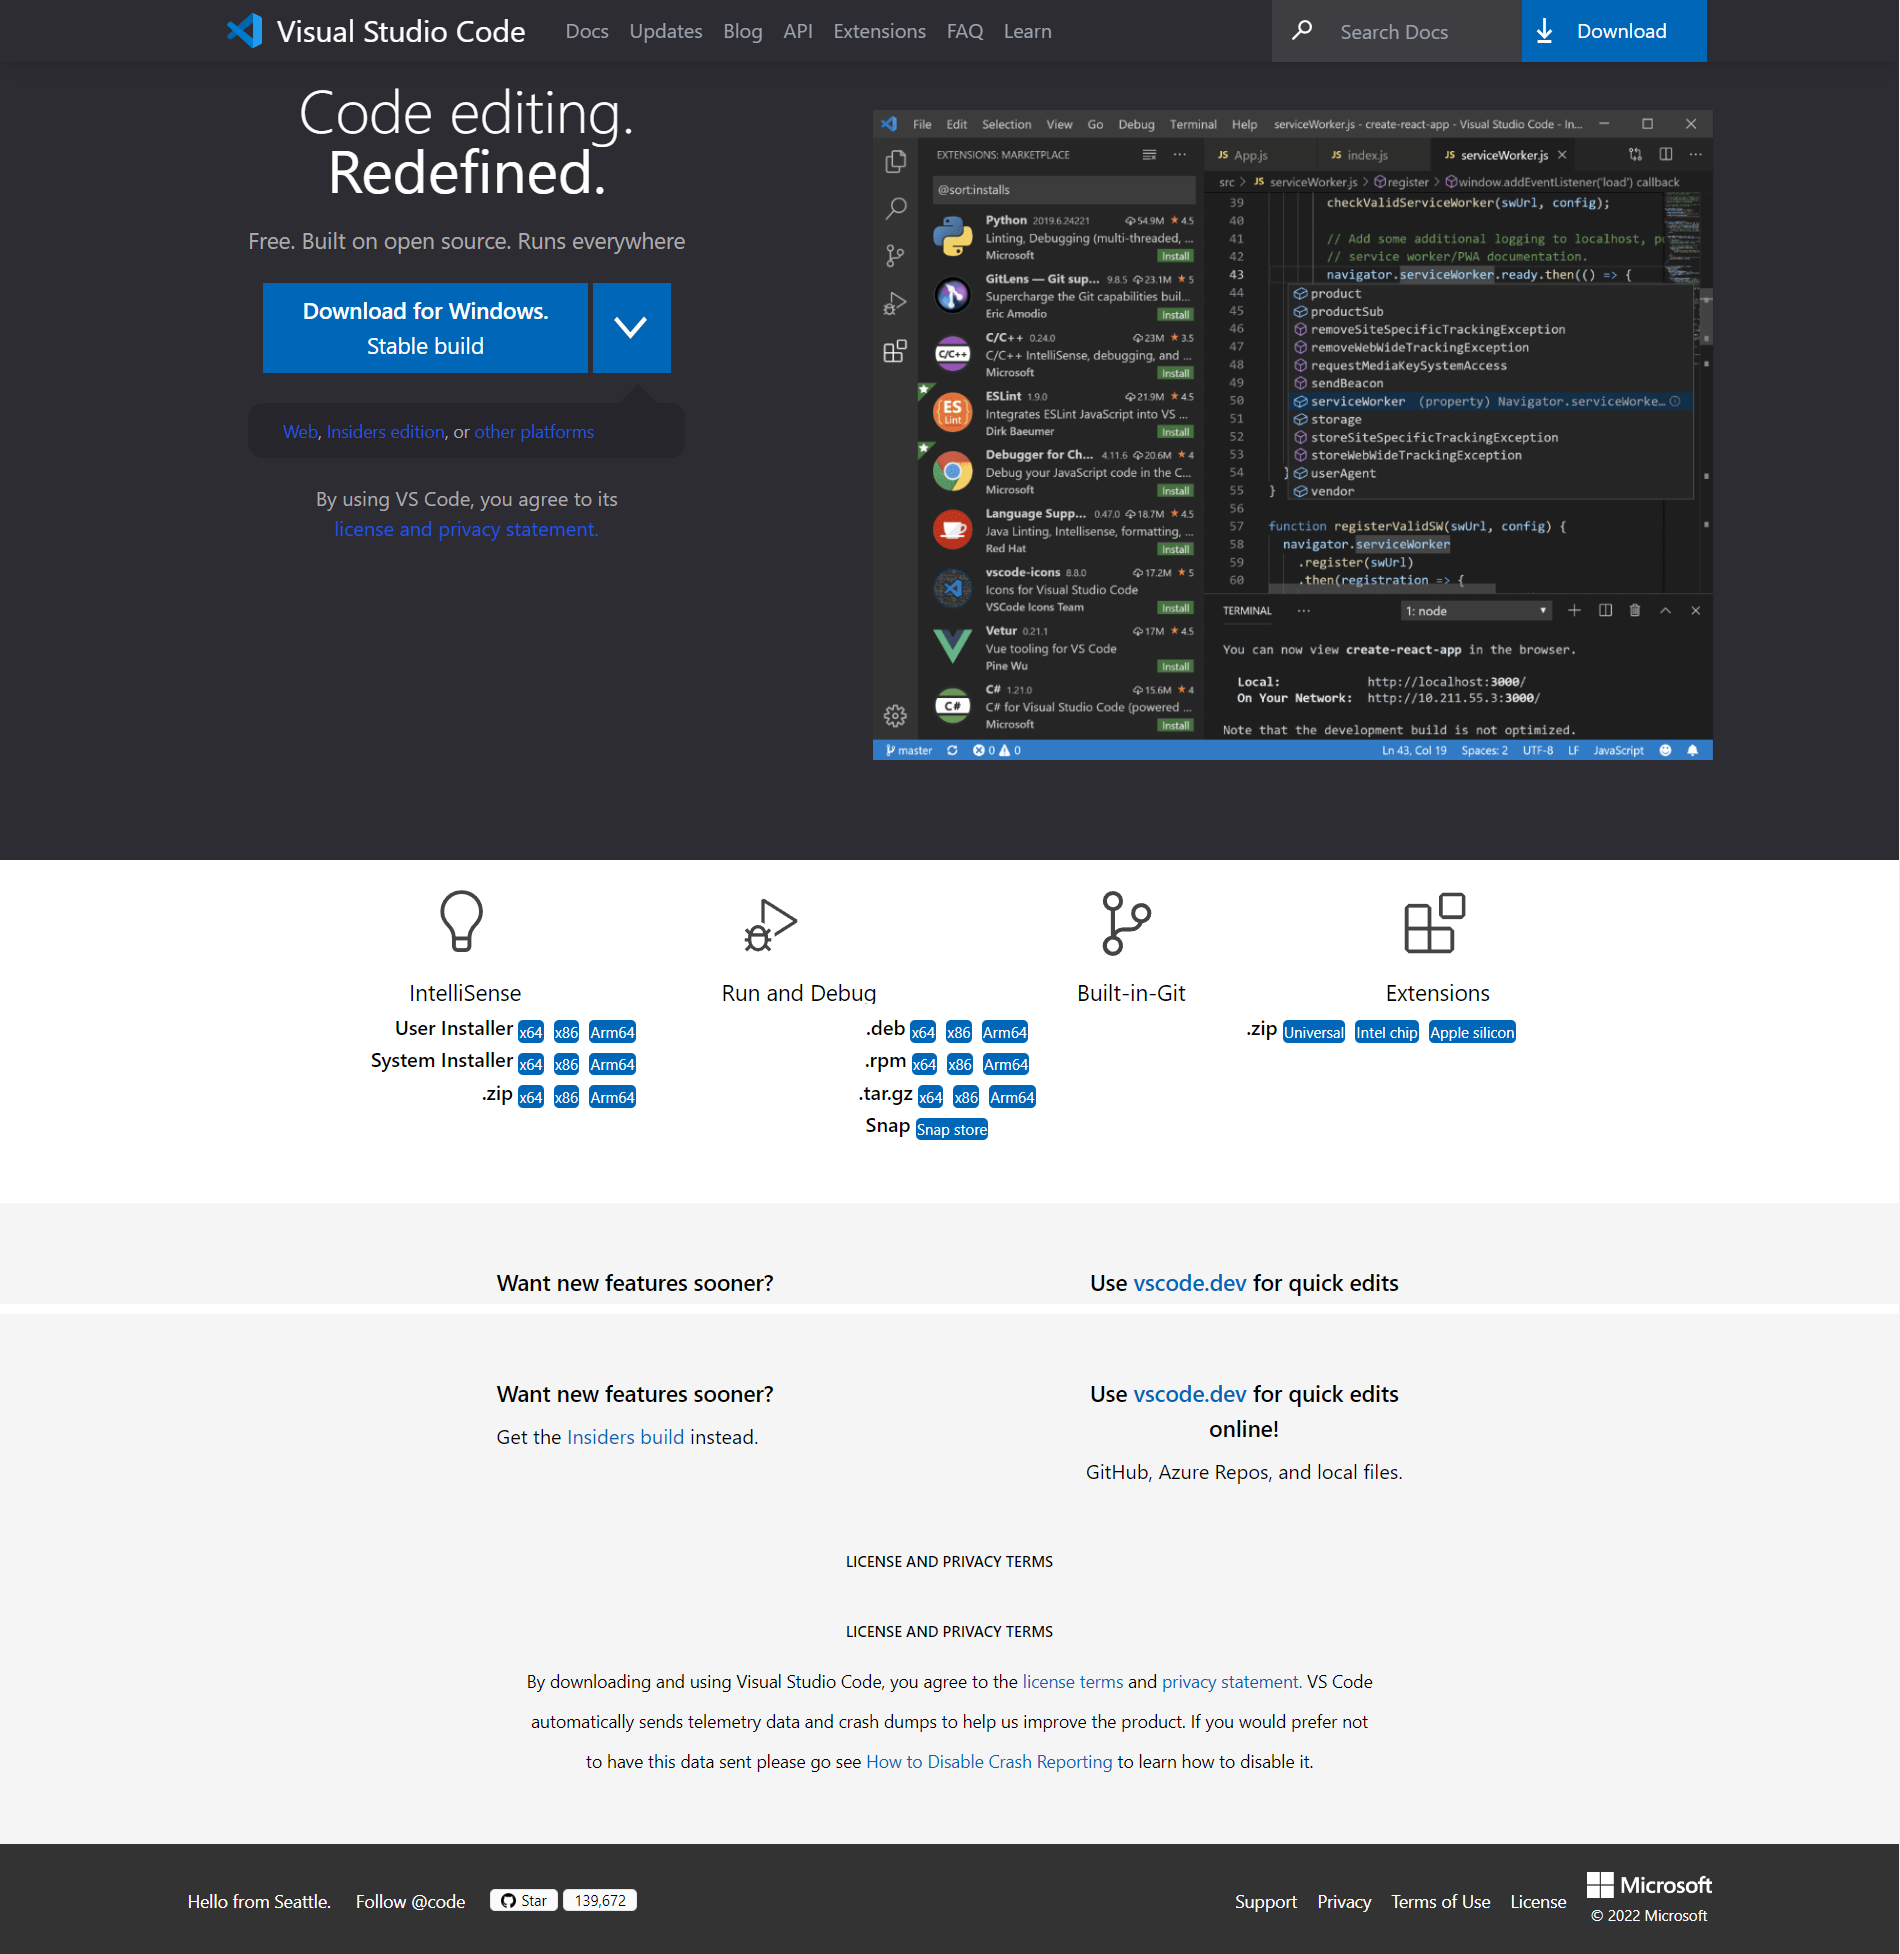 Visual Studio Code Docs Updates Blog API Extensions FAQ Learn Search Docs Download
Code editing.
Redefined.
Free. Built on open source. Runs everywhere
Download for Windows.
Stable build
Web, Insiders edition, or other platforms
By using VS Code, you agree to its
license and privacy statement.
File Edit Selection View Go Debug Terminal Help serviceWorker.js - create-react-app - Visual Studio Code - In...
EXTENSIONS: MARKETPLACE ···
@sort:installs
Python 2019.6.24221 54.9M ★ 4.5
Linting, Debugging (multi-threaded, ...
Microsoft Install
GitLens — Git sup... 9.8.5 23.1M ★ 5
Supercharge the Git capabilities buil...
Eric Amodio Install
C/C++
C/C++ 0.24.0 23M ★ 3.5
C/C++ IntelliSense, debugging, and ...
Microsoft Install
ES
Lint
ESLint 1.9.0 21.9M ★ 4.5
Integrates ESLint JavaScript into VS ...
Dirk Baeumer Install
Debugger for Ch... 4.11.6 20.6M ★ 4
Debug your JavaScript code in the C...
Microsoft Install
Language Supp... 0.47.0 18.7M ★ 4.5
Java Linting, Intellisense, formatting, ...
Red Hat Install
vscode-icons 8.8.0 17.2M ★ 5
Icons for Visual Studio Code
VSCode Icons Team Install
Vetur 0.21.1 17M ★ 4.5
Vue tooling for VS Code
Pine Wu Install
C#
C# 1.21.0 15.6M ★ 4
C# for Visual Studio Code (powered ...
Microsoft Install
JS App.js JS index.js JS serviceWorker.js ···
src > JS serviceWorker.js > register > window.addEventListener('load') callback
39 checkValidServiceWorker(swUrl, config);
40
41 // Add some additional logging to localhost, po
42 // service worker/PWA documentation.
43 navigator.serviceWorker.ready.then(() => {
44 product
45 productSub
46 removeSiteSpecificTrackingException
47 removeWebWideTrackingException
48 requestMediaKeySystemAccess
49 sendBeacon
50 serviceWorker (property) Navigator.serviceWorke...
51 storage
52 storeSiteSpecificTrackingException
53 storeWebWideTrackingException
54 } userAgent
55 } vendor
56
57 function registerValidSW(swUrl, config) {
58 navigator.serviceWorker
59 .register(swUrl)
60 .then(registration => {
TERMINAL ··· 1: node
You can now view create-react-app in the browser.
Local: http://localhost:3000/
On Your Network: http://10.211.55.3:3000/
Note that the development build is not optimized.
master 0 0 Ln 43, Col 19 Spaces: 2 UTF-8 LF JavaScript
IntelliSense Run and Debug Built-in-Git Extensions
User Installer x64 x86 Arm64
System Installer x64 x86 Arm64
.zip x64 x86 Arm64
.deb x64 x86 Arm64
.rpm x64 x86 Arm64
.tar.gz x64 x86 Arm64
Snap Snap store
.zip Universal Intel chip Apple silicon
Want new features sooner?
Use vscode.dev for quick edits
Want new features sooner?
Get the Insiders build instead.
Use vscode.dev for quick edits
online!
GitHub, Azure Repos, and local files.
LICENSE AND PRIVACY TERMS
LICENSE AND PRIVACY TERMS
By downloading and using Visual Studio Code, you agree to the license terms and privacy statement. VS Code
automatically sends telemetry data and crash dumps to help us improve the product. If you would prefer not
to have this data sent please go see How to Disable Crash Reporting to learn how to disable it.
Hello from Seattle. Follow @code Star 139,672 Support Privacy Terms of Use License Microsoft
© 2022 Microsoft